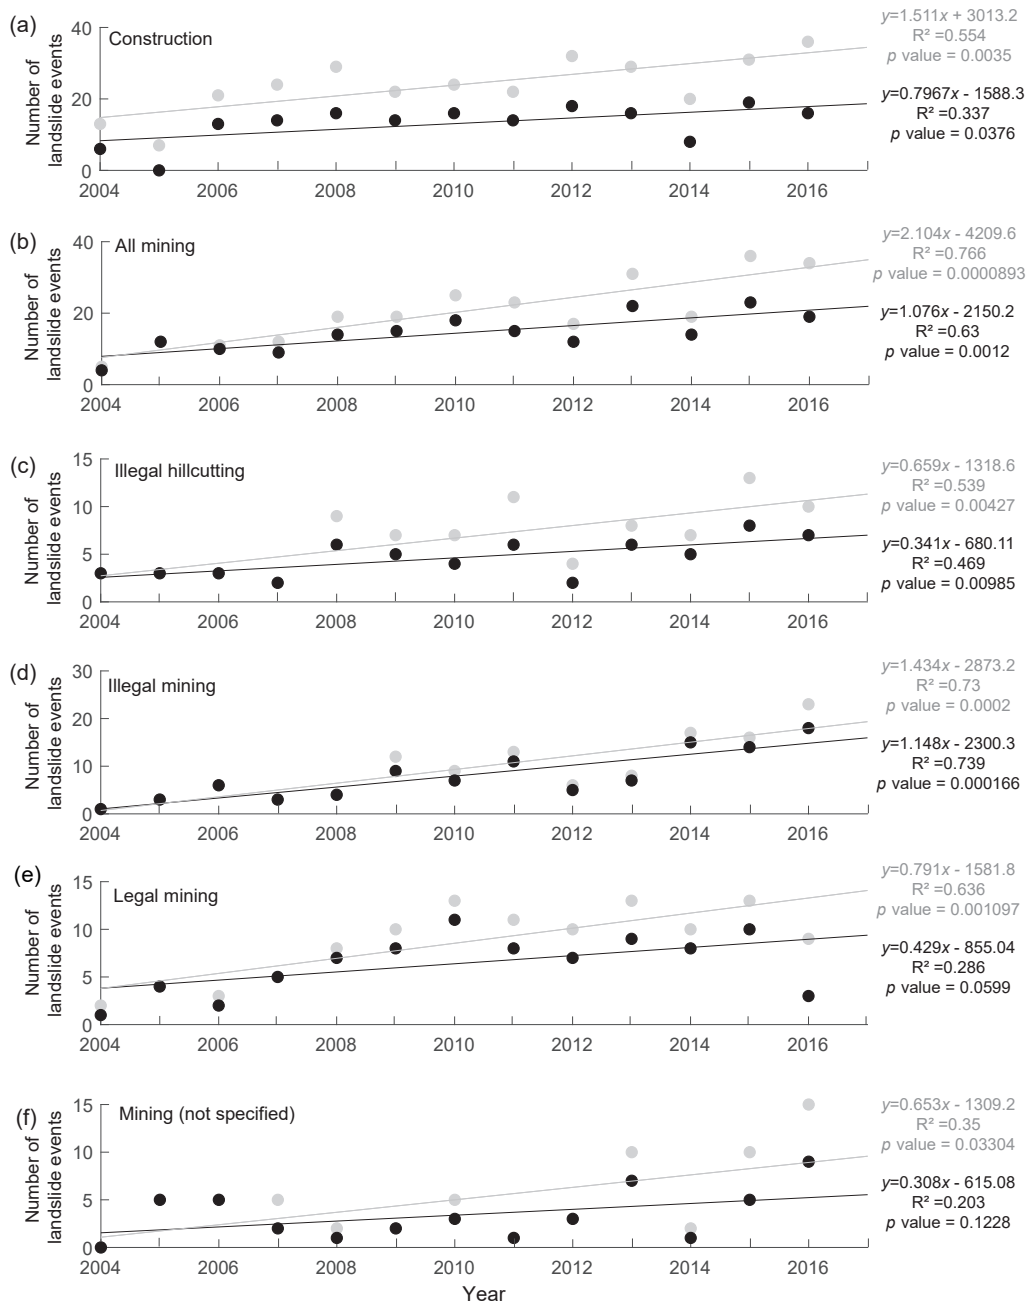 (a)
Construction
Number of
landslide events
40
20
0
2004 2006 2008 2010 2012 2014 2016
y=1.511x + 3013.2
R² =0.554
p value = 0.0035
y=0.7967x - 1588.3
R² =0.337
p value = 0.0376
(b)
All mining
Number of
landslide events
40
20
0
2004 2006 2008 2010 2012 2014 2016
y=2.104x - 4209.6
R² =0.766
p value = 0.0000893
y=1.076x - 2150.2
R² =0.63
p value = 0.0012
(c)
Illegal hillcutting
Number of
landslide events
15
10
5
0
2004 2006 2008 2010 2012 2014 2016
y=0.659x - 1318.6
R² =0.539
p value = 0.00427
y=0.341x - 680.11
R² =0.469
p value = 0.00985
(d)
Illegal mining
Number of
landslide events
30
20
10
0
2004 2006 2008 2010 2012 2014 2016
y=1.434x - 2873.2
R² =0.73
p value = 0.0002
y=1.148x - 2300.3
R² =0.739
p value = 0.000166
(e)
Legal mining
Number of
landslide events
15
10
5
0
2004 2006 2008 2010 2012 2014 2016
y=0.791x - 1581.8
R² =0.636
p value = 0.001097
y=0.429x - 855.04
R² =0.286
p value = 0.0599
(f)
Mining (not specified)
Number of
landslide events
15
10
5
0
2004 2006 2008 2010 2012 2014 2016
Year
y=0.653x - 1309.2
R² =0.35
p value = 0.03304
y=0.308x - 615.08
R² =0.203
p value = 0.1228